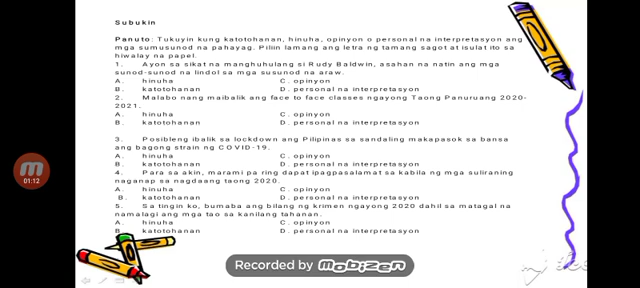 Subukin
Panuto: Tukuyin kung katotohanan, hinuha, opinyon o personal na interpretasyon ang
mga sumusunod na pahayag. Piliin lamang ang letra ng tamang sagot at isulat ito sa
hiwalay na papel.
1. Ayon sa sikat na manghuhulang si Rudy Baldwin, asahan na natin ang mga
sunod-sunod na lindol sa mga susunod na araw.
A. hinuha C. opinyon
B. katotohanan D. personal na interpretasyon
2. Malabo nang maibalik ang face to face classes ngayong Taong Panuruang 2020-
2021.
A. hinuha C. opinyon
B. katotohanan D. personal na interpretasyon
3. Posibleng ibalik sa lockdown ang Pilipinas sa sandaling makapasok sa bansa
ang bagong strain ng COVID-19.
A. hinuha C. opinyon
B. katotohanan D. personal na interpretasyon
4. Para sa akin, marami pa ring dapat ipagpasalamat sa kabila ng mga suliraning
naganap sa nagdaang taong 2020.
A. hinuha C. opinyon
B. katotohanan D. personal na interpretasyon
5. Sa tingin ko, bumaba ang bilang ng krimen ngayong 2020 dahil sa matagal na
namalagi ang mga tao sa kanilang tahanan.
A. hinuha C. opinyon
B. katotohanan D. personal na interpretasyon
01:12
Recorded by Mobizen